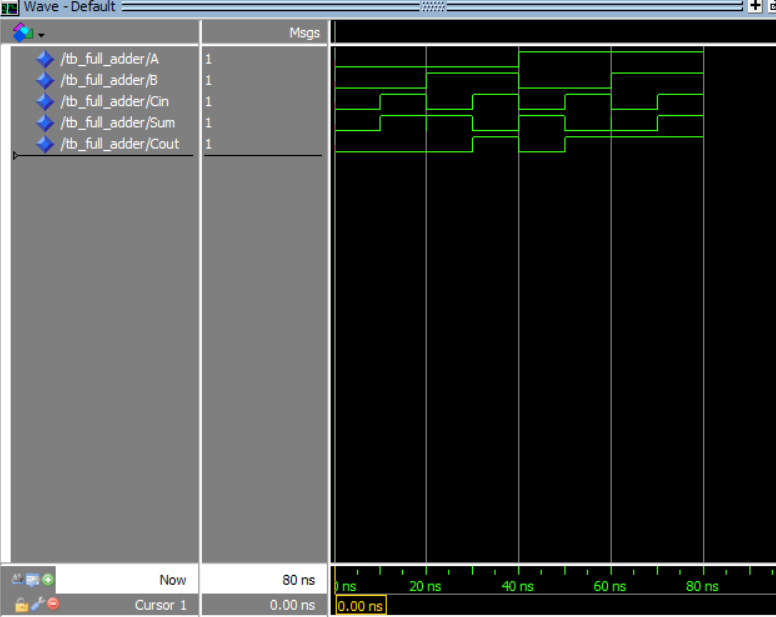 Wave - Default
Msgs
/tb_full_adder/A 1
/tb_full_adder/B 1
/tb_full_adder/Cin 1
/tb_full_adder/Sum 1
/tb_full_adder/Cout 1
Now 80 ns ns 20 ns 40 ns 60 ns 80 ns
Cursor 1 0.00 ns 0.00 ns